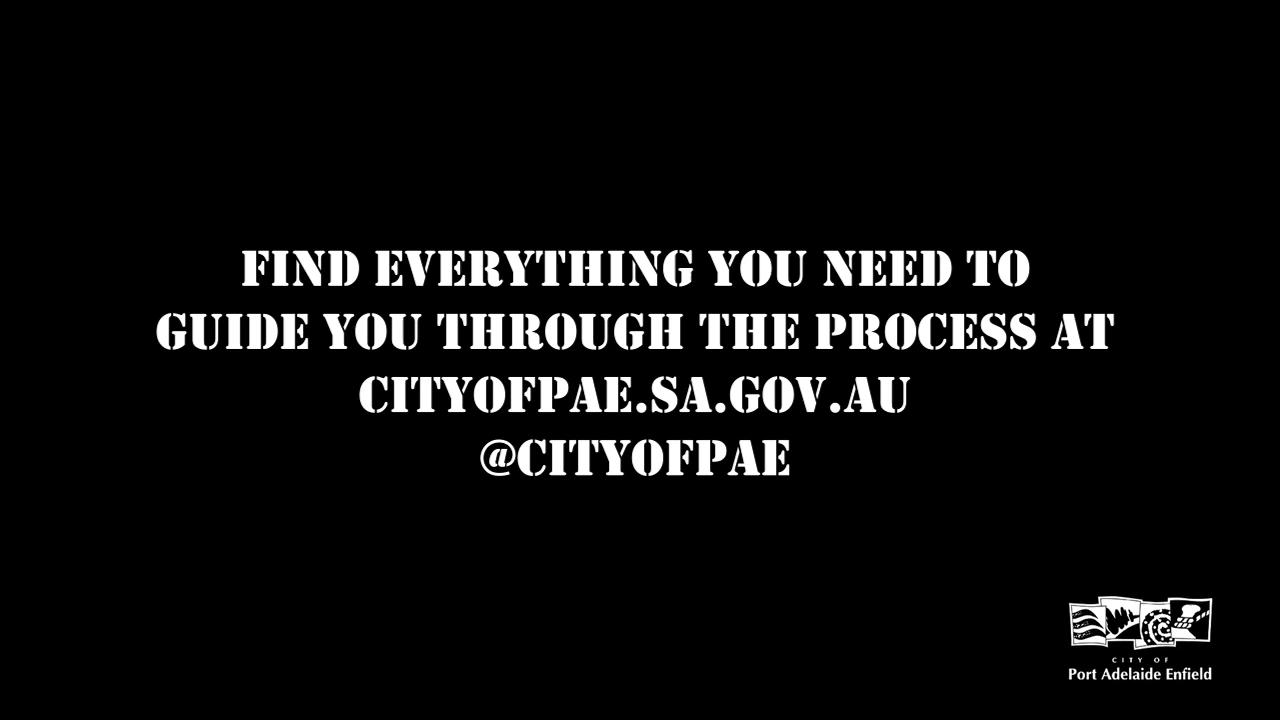 FIND EVERYTHING YOU NEED TO
GUIDE YOU THROUGH THE PROCESS AT
CITYOFPAE.SA.GOV.AU
@CITYOFPAE
CITY OF
Port Adelaide Enfield